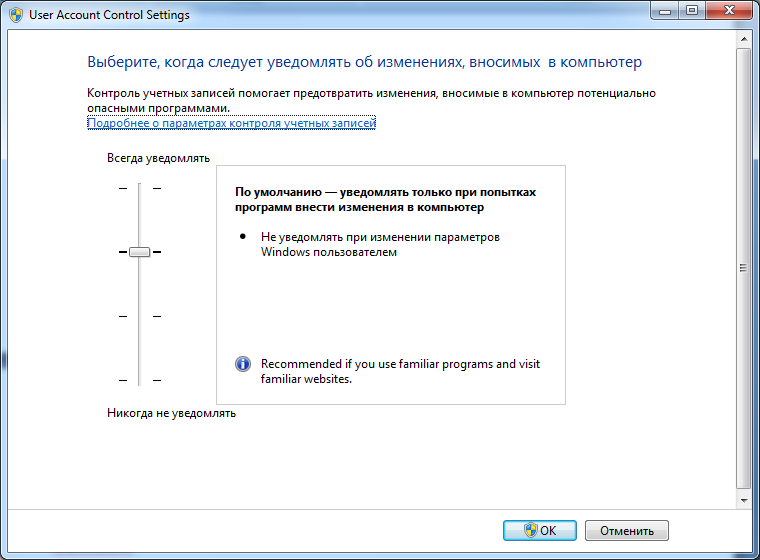 User Account Control Settings
Выберите, когда следует уведомлять об изменениях, вносимых в компьютер
Контроль учетных записей помогает предотвратить изменения, вносимые в компьютер потенциально
опасными программами.
Подробнее о параметрах контроля учетных записей
Всегда уведомлять
По умолчанию — уведомлять только при попытках
программ внести изменения в компьютер
• Не уведомлять при изменении параметров
Windows пользователем
Recommended if you use familiar programs and visit
familiar websites.
Никогда не уведомлять
OK
Отменить